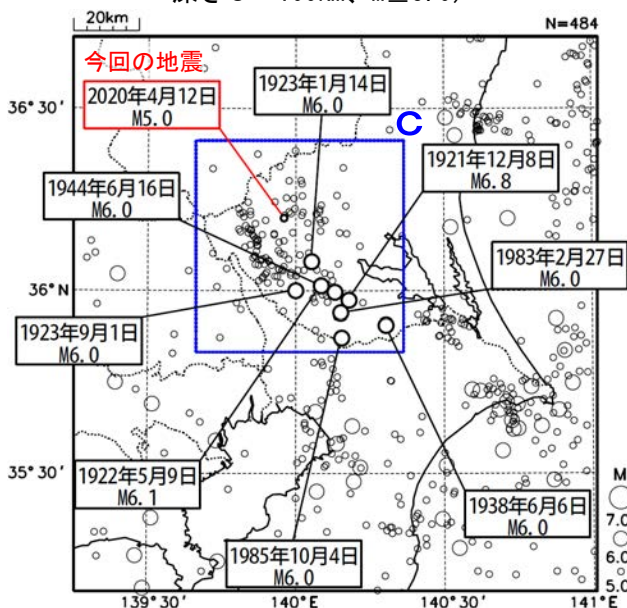 20km
N=484
今回の地震
2020年4月12日
M5.0
1923年1月14日
M6.0
C
1921年12月8日
M6.8
1944年6月16日
M6.0
1983年2月27日
M6.0
1923年9月1日
M6.0
1922年5月9日
M6.1
1938年6月6日
M6.0
1985年10月4日
M6.0
36°30′
36°N
35°30′
139°30′
140°E
140°30′
141°E
M
7.0
6.0
5.0